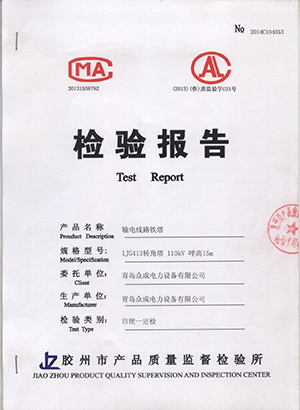 No 2014C104053
CMA
CAL
2013150678Z
(2013)(鲁)质监验字033号
检验报告
Test Report
产品名称 输电线路铁塔
Product Description
规格型号: 1JG413转角塔 110kV 呼高15m
Model/Specification
委托单位: 青岛众成电力设备有限公司
Client
生产单位: 青岛众成电力设备有限公司
Manufacturer
检验类别: 市统一定检
Test Type
JZ 胶州市产品质量监督检验所
JIAO ZHOU PRODUCT QUALITY SUPERVISION AND INSPECTION CENTER